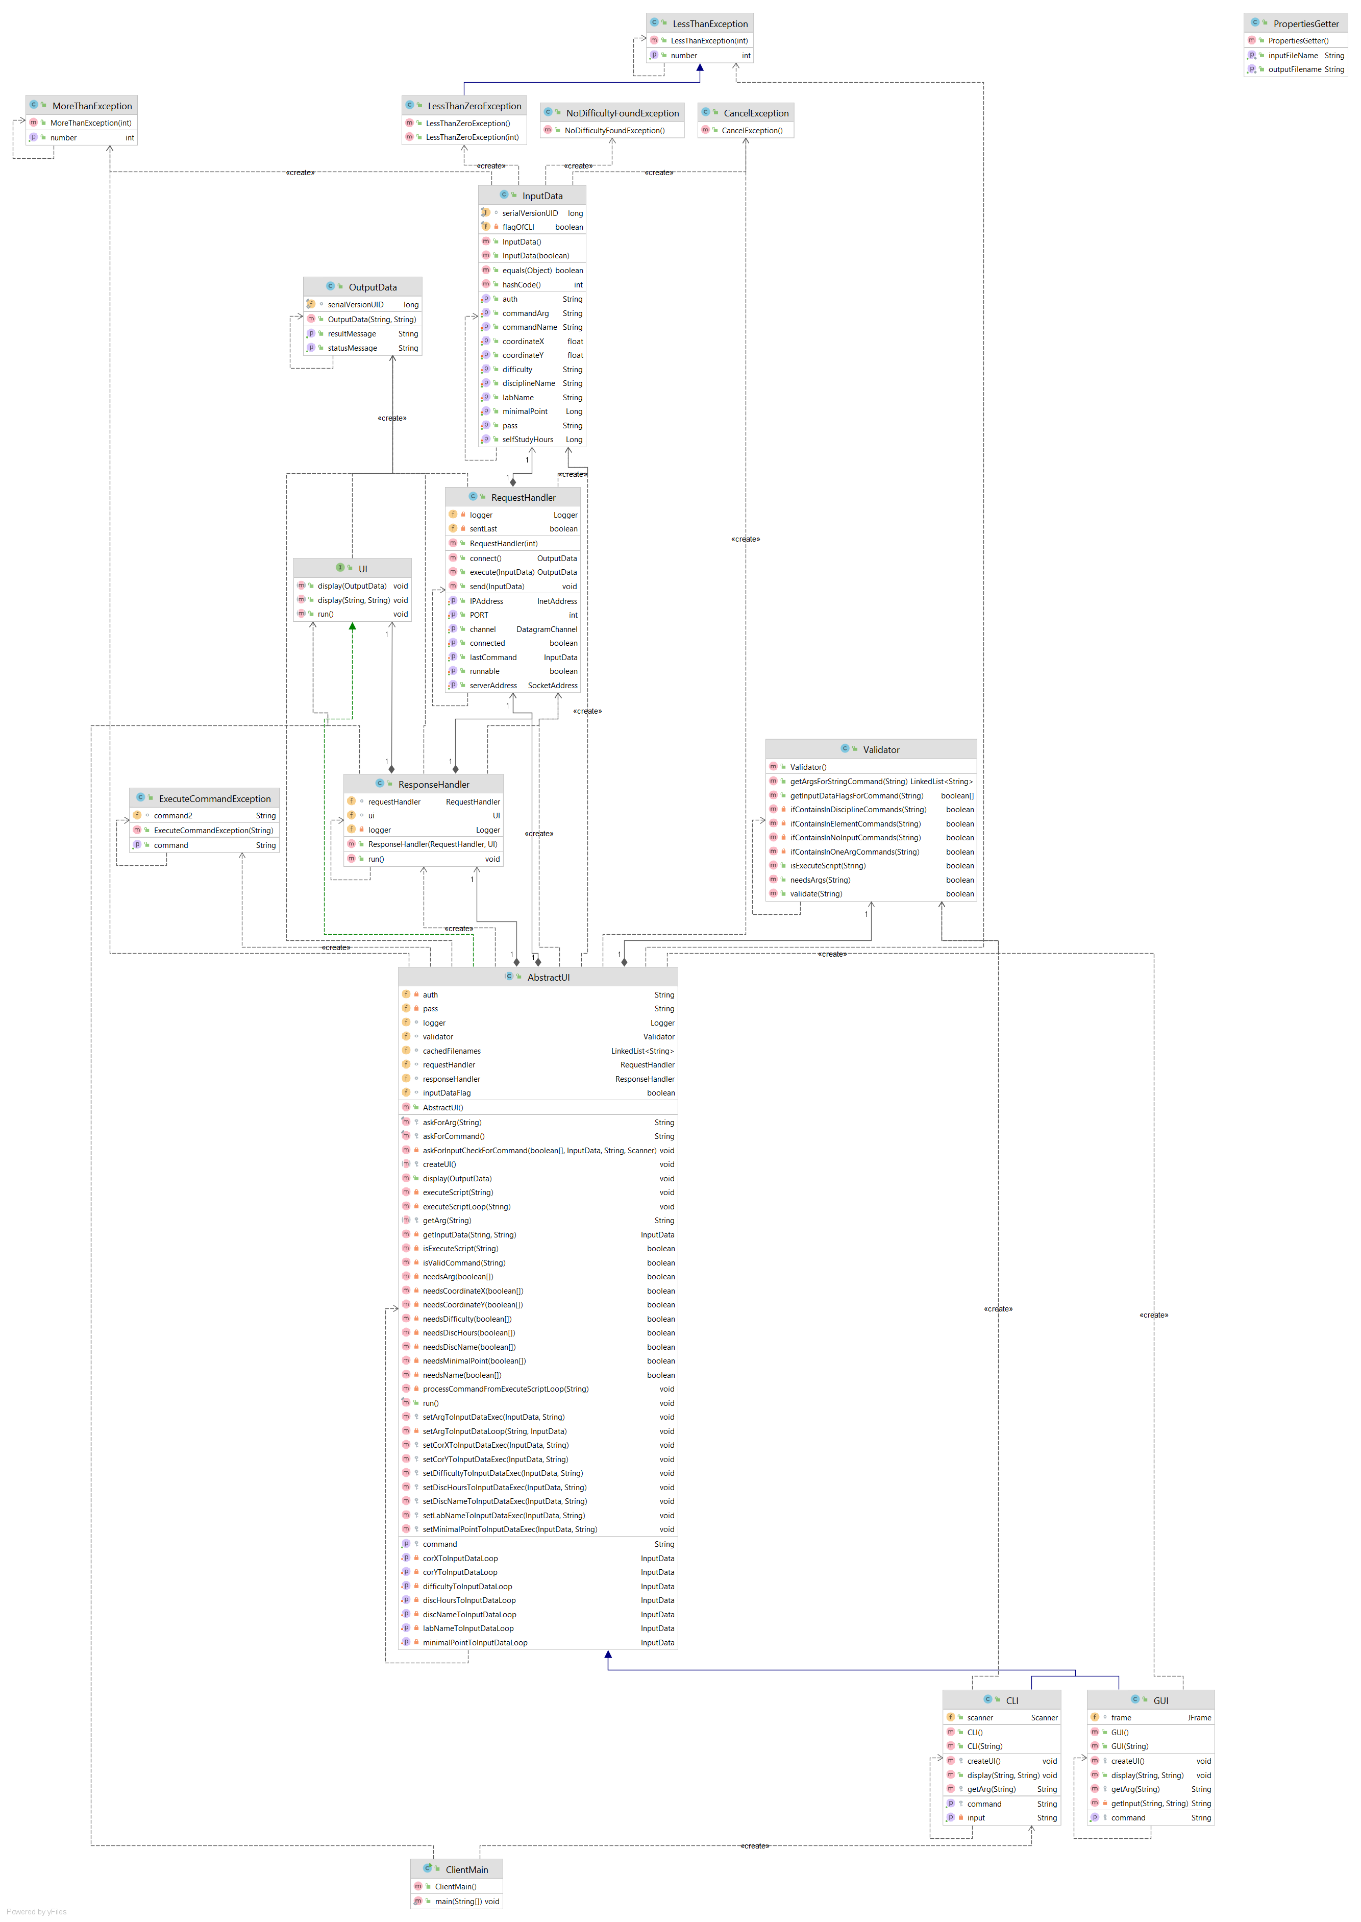 LessThanException
LessThanException(int)
number int
PropertiesGetter
PropertiesGetter()
inputFileName String
outputFilename String
MoreThanException
MoreThanException(int)
number int
LessThanZeroException
LessThanZeroException()
LessThanZeroException(int)
NoDifficultyFoundException
NoDifficultyFoundException()
CancelException
CancelException()
«create»
«create»
«create»
«create»
InputData
serialVersionUID long
flagOfCLI boolean
InputData()
InputData(boolean)
equals(Object) boolean
hashCode() int
auth String
commandArg String
commandName String
coordinateX float
coordinateY float
difficulty String
disciplineName String
labName String
minimalPoint Long
pass String
selfStudyHours Long
OutputData
serialVersionUID long
OutputData(String, String)
resultMessage String
statusMessage String
«create»
1
1
«create»
RequestHandler
logger Logger
sentLast boolean
RequestHandler(int)
connect() OutputData
execute(InputData) OutputData
send(InputData) void
IPAddress InetAddress
PORT int
channel DatagramChannel
connected boolean
lastCommand InputData
runnable boolean
serverAddress SocketAddress
«create»
UI
display(OutputData) void
display(String, String) void
run() void
1
1
«create»
ResponseHandler
requestHandler RequestHandler
ui UI
logger Logger
ResponseHandler(RequestHandler, UI)
run() void
1
1
ExecuteCommandException
command2 String
ExecuteCommandException(String)
command String
Validator
Validator()
getArgsForStringCommand(String) LinkedList<String>
getInputDataFlagsForCommand(String) boolean[]
ifContainsInDisciplineCommands(String) boolean
ifContainsInElementCommands(String) boolean
ifContainsInNoInputCommands(String) boolean
ifContainsInOneArgCommands(String) boolean
isExecuteScript(String) boolean
needsArgs(String) boolean
validate(String) boolean
«create»
1
1
«create»
«create»
1
1
1
«create»
AbstractUI
auth String
pass String
logger Logger
validator Validator
cachedFilenames LinkedList<String>
requestHandler RequestHandler
responseHandler ResponseHandler
inputDataFlag boolean
AbstractUI()
askForArg(String) String
askForCommand() String
askForInputCheckForCommand(boolean[], InputData, String, Scanner) void
createUI() void
display(OutputData) void
executeScript(String) void
executeScriptLoop(String) void
getArg(String) String
getInputData(String, String) InputData
isExecuteScript(String) boolean
isValidCommand(String) boolean
needsArg(boolean[]) boolean
needsCoordinateX(boolean[]) boolean
needsCoordinateY(boolean[]) boolean
needsDifficulty(boolean[]) boolean
needsDiscHours(boolean[]) boolean
needsDiscName(boolean[]) boolean
needsMinimalPoint(boolean[]) boolean
needsName(boolean[]) boolean
processCommandFromExecuteScriptLoop(String) void
run() void
setArgToInputDataExec(InputData, String) void
setArgToInputDataLoop(String, InputData) void
setCorXToInputDataExec(InputData, String) void
setCorYToInputDataExec(InputData, String) void
setDifficultyToInputDataExec(InputData, String) void
setDiscHoursToInputDataExec(InputData, String) void
setDiscNameToInputDataExec(InputData, String) void
setLabNameToInputDataExec(InputData, String) void
setMinimalPointToInputDataExec(InputData, String) void
command String
corXToInputDataLoop InputData
corYToInputDataLoop InputData
difficultyToInputDataLoop InputData
discHoursToInputDataLoop InputData
discNameToInputDataLoop InputData
labNameToInputDataLoop InputData
minimalPointToInputDataLoop InputData
«create»
«create»
CLI
scanner Scanner
CLI()
CLI(String)
createUI() void
display(String, String) void
getArg(String) String
command String
input String
GUI
frame JFrame
GUI()
GUI(String)
createUI() void
display(String, String) void
getArg(String) String
getInput(String, String) String
command String
«create»
ClientMain
ClientMain()
main(String[]) void
Powered by yFiles